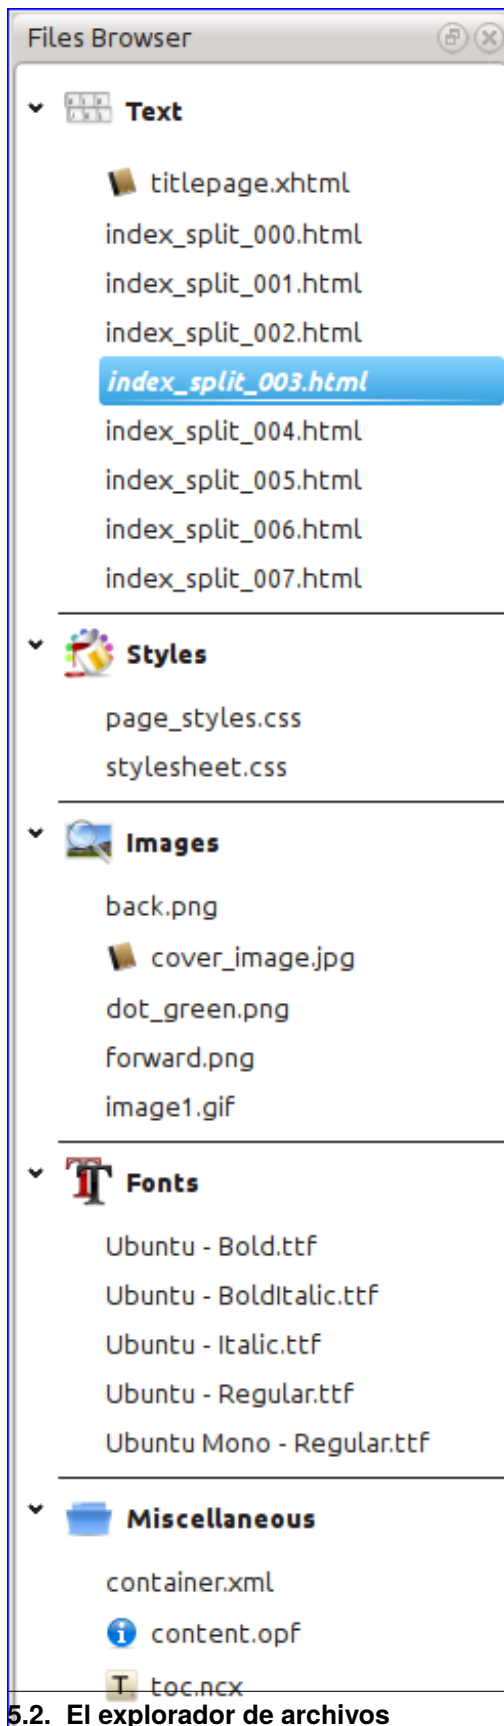 Files Browser
Text
titlepage.xhtml
index_split_000.html
index_split_001.html
index_split_002.html
index_split_003.html
index_split_004.html
index_split_005.html
index_split_006.html
index_split_007.html
Styles
page_styles.css
stylesheet.css
Images
back.png
cover_image.jpg
dot_green.png
forward.png
image1.gif
Fonts
Ubuntu - Bold.ttf
Ubuntu - BoldItalic.ttf
Ubuntu - Italic.ttf
Ubuntu - Regular.ttf
Ubuntu Mono - Regular.ttf
Miscellaneous
container.xml
content.opf
toc.ncx
5.2. El explorador de archivos